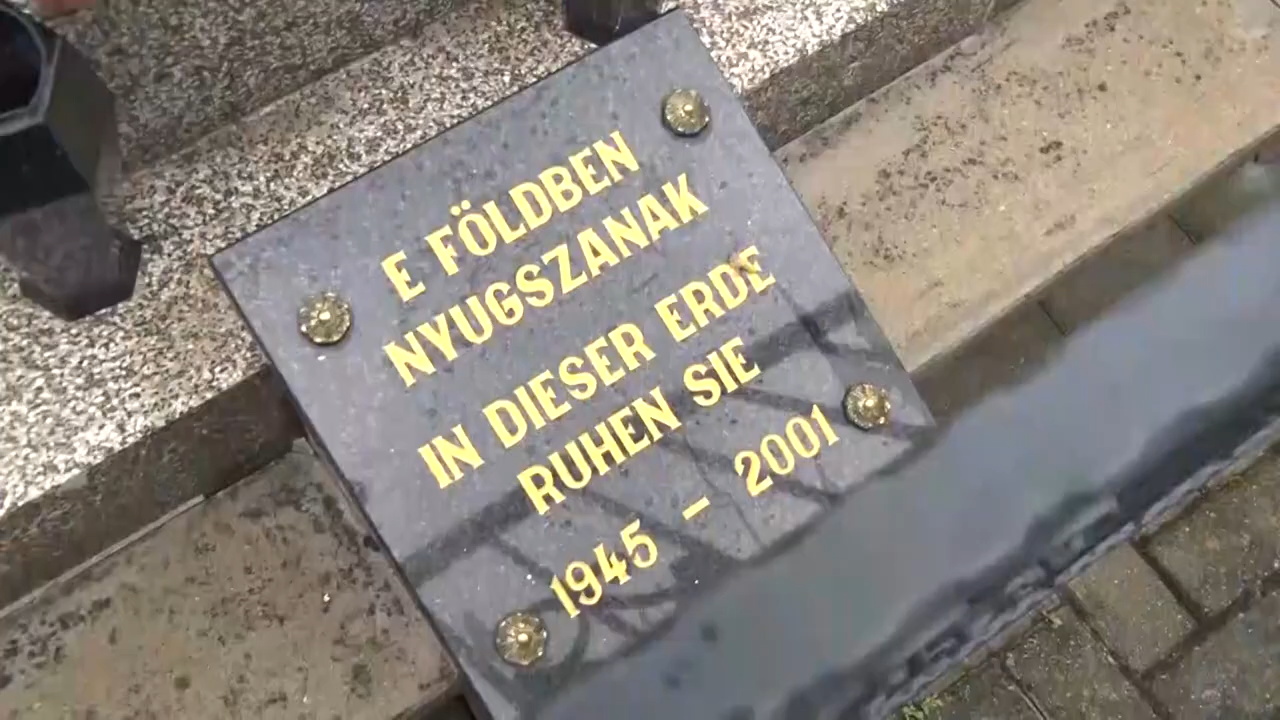 E FÖLDBEN
NYUGSZANAK
IN DIESER ERDE
RUHEN SIE
1945 - 2001